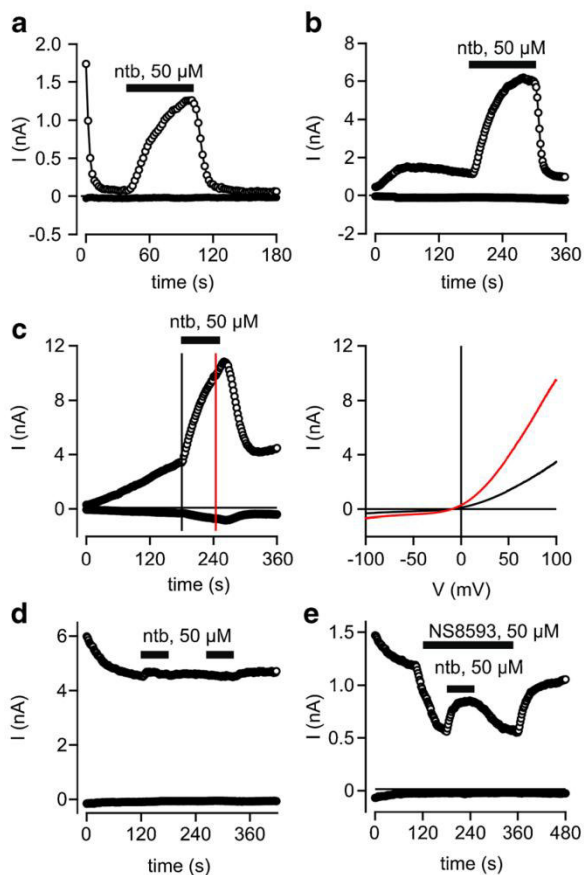 a
I (nA)
2.0
1.5
1.0
0.5
0
-0.5
ntb, 50 µM
0
60
120
180
time (s)
b
I (nA)
8
6
4
2
0
-2
ntb, 50 µM
0
120
240
360
time (s)
c
I (nA)
12
8
4
0
ntb, 50 µM
0
120
240
360
time (s)
I (nA)
12
8
4
0
-100
-50
0
50
100
V (mV)
d
I (nA)
6
4
2
0
ntb, 50 µM
0
120
240
360
time (s)
e
I (nA)
1.5
1.0
0.5
0
NS8593, 50 µM
ntb, 50 µM
0
120
240
360
480
time (s)